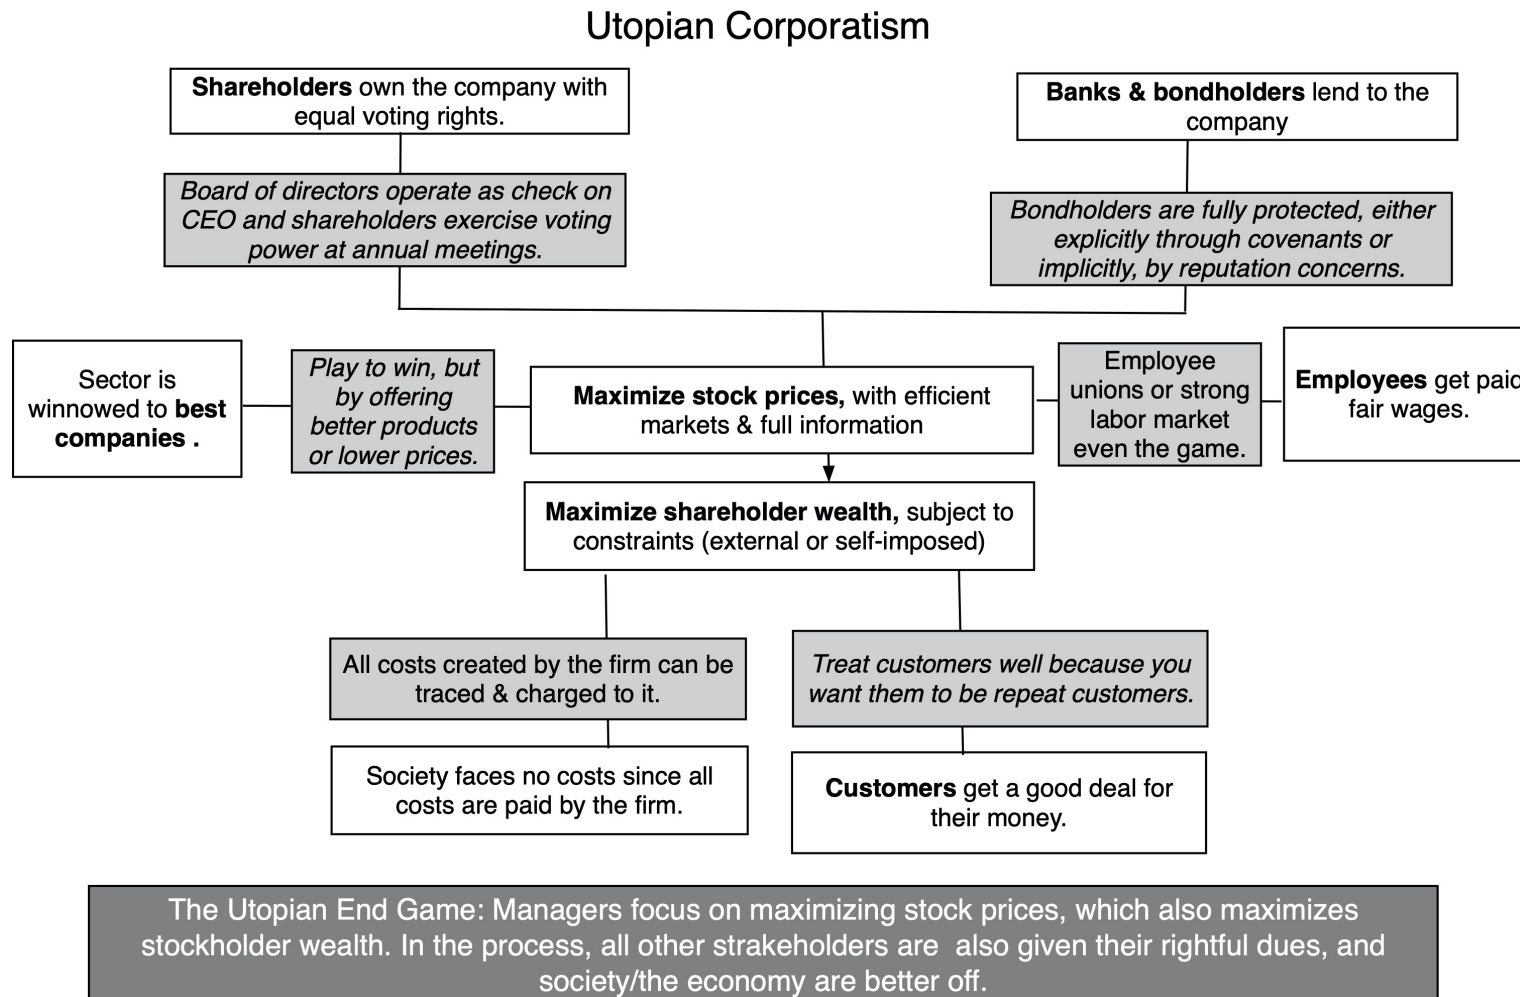 Utopian Corporatism
Shareholders own the company with
equal voting rights.
Banks & bondholders lend to the
company
Board of directors operate as check on
CEO and shareholders exercise voting
power at annual meetings.
Bondholders are fully protected, either
explicitly through covenants or
implicitly, by reputation concerns.
Sector is
winnowed to best
companies .
Play to win, but
by offering
better products
or lower prices.
Maximize stock prices, with efficient
markets & full information
Employee
unions or strong
labor market
even the game.
Employees get paid
fair wages.
Maximize shareholder wealth, subject to
constraints (external or self-imposed)
All costs created by the firm can be
traced & charged to it.
Treat customers well because you
want them to be repeat customers.
Society faces no costs since all
costs are paid by the firm.
Customers get a good deal for
their money.
The Utopian End Game: Managers focus on maximizing stock prices, which also maximizes
stockholder wealth. In the process, all other strakeholders are  also given their rightful dues, and
society/the economy are better off.